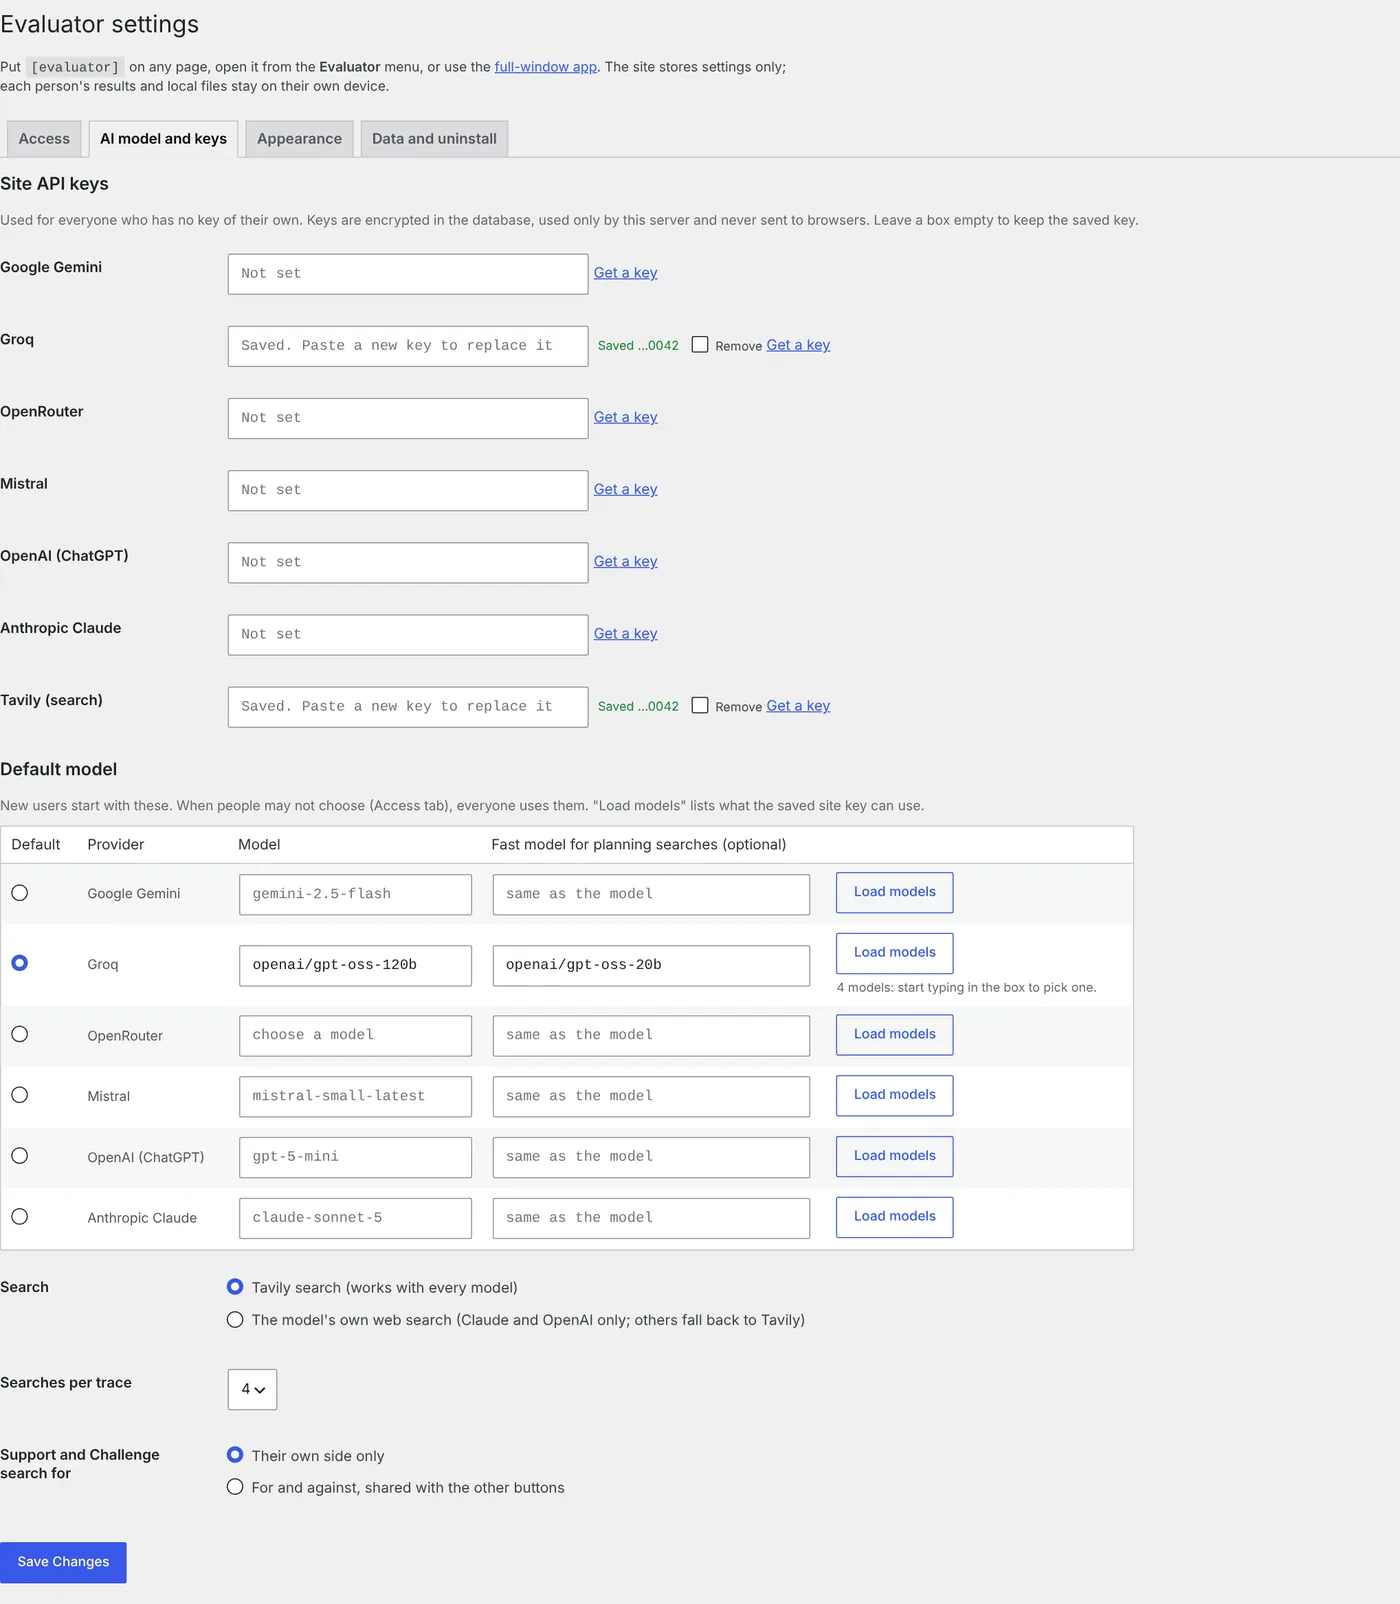 Evaluator settings
Put [evaluator] on any page, open it from the Evaluator menu, or use the full-window app. The site stores settings only;
each person's results and local files stay on their own device.
Access AI model and keys Appearance Data and uninstall
Site API keys
Used for everyone who has no key of their own. Keys are encrypted in the database, used only by this server and never sent to browsers. Leave a box empty to keep the saved key.
Google Gemini Not set Get a key
Groq Saved. Paste a new key to replace it Saved ...0042 Remove Get a key
OpenRouter Not set Get a key
Mistral Not set Get a key
OpenAI (ChatGPT) Not set Get a key
Anthropic Claude Not set Get a key
Tavily (search) Saved. Paste a new key to replace it Saved ...0042 Remove Get a key
Default model
New users start with these. When people may not choose (Access tab), everyone uses them. "Load models" lists what the saved site key can use.
Default Provider Model Fast model for planning searches (optional)
Google Gemini gemini-2.5-flash same as the model Load models
Groq openai/gpt-oss-120b openai/gpt-oss-20b Load models
4 models: start typing in the box to pick one.
OpenRouter choose a model same as the model Load models
Mistral mistral-small-latest same as the model Load models
OpenAI (ChatGPT) gpt-5-mini same as the model Load models
Anthropic Claude claude-sonnet-5 same as the model Load models
Search Tavily search (works with every model)
The model's own web search (Claude and OpenAI only; others fall back to Tavily)
Searches per trace 4
Support and Challenge
search for
Their own side only
For and against, shared with the other buttons
Save Changes